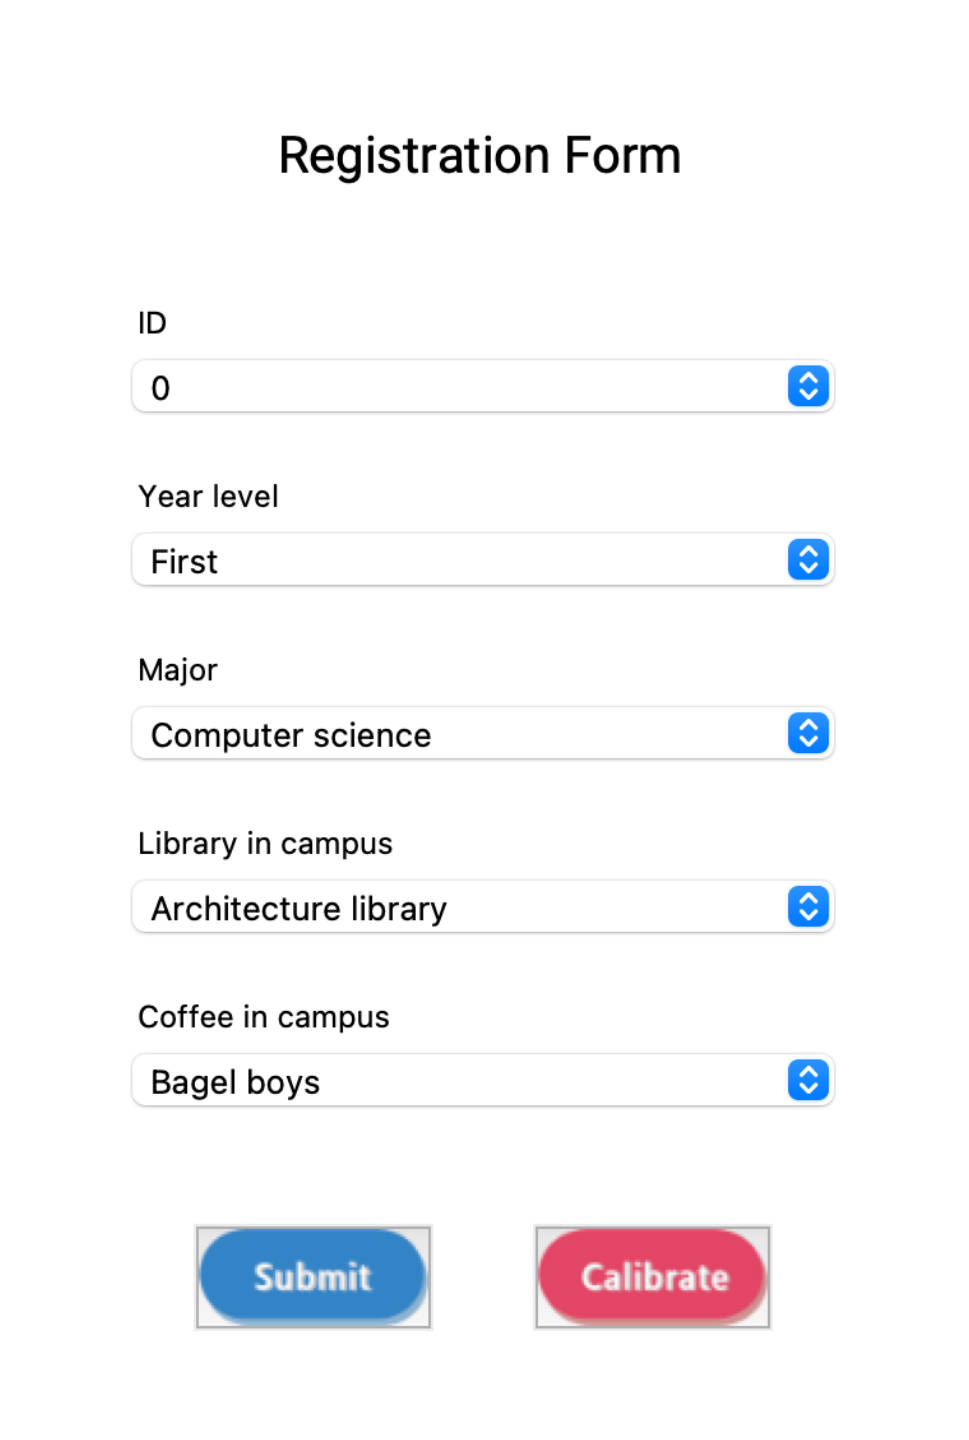 Registration Form
ID
0
Year level
First
Major
Computer science
Library in campus
Architecture library
Coffee in campus
Bagel boys
Submit Calibrate